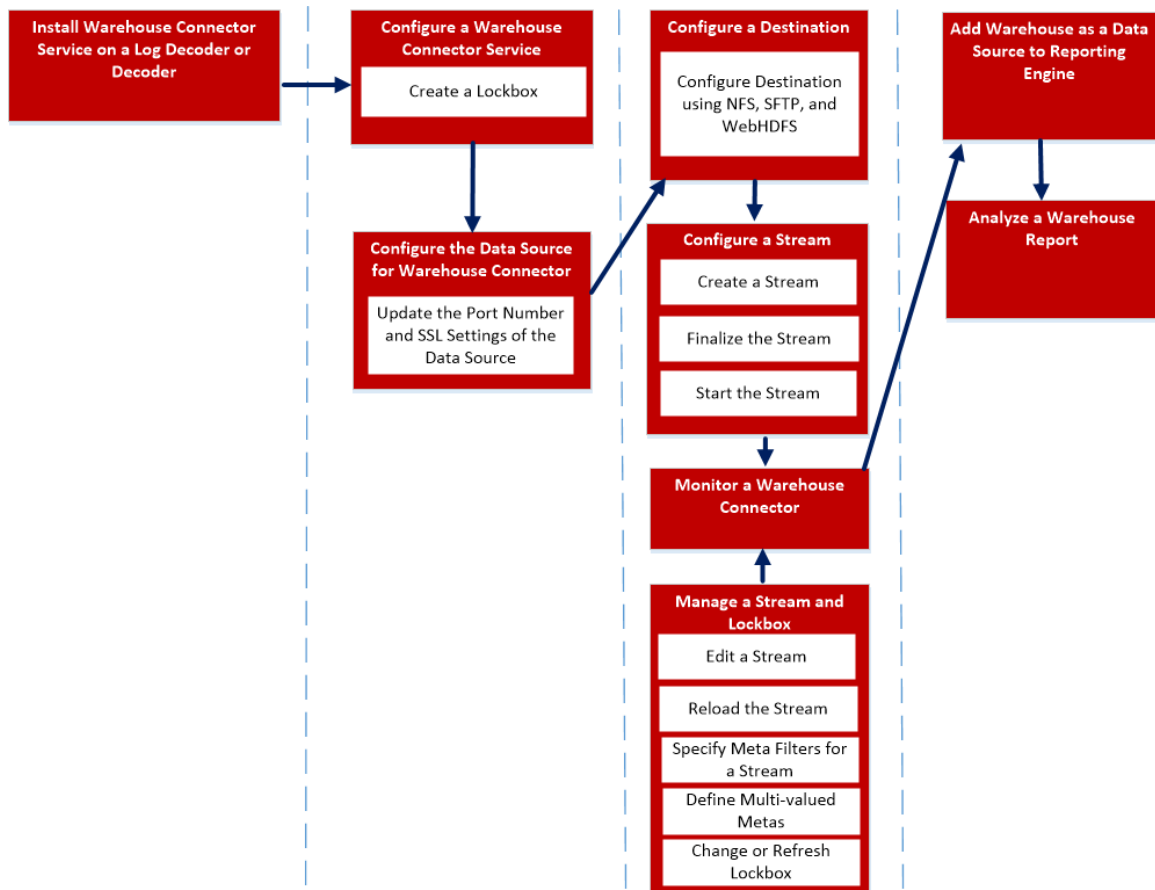 Install Warehouse Connector
Service on a Log Decoder or
Decoder
Configure a Warehouse
Connector Service
Create a Lockbox
Configure the Data Source
for Warehouse Connector
Update the Port Number
and SSL Settings of the
Data Source
Configure a Destination
Configure Destination
using NFS, SFTP, and
WebHDFS
Configure a Stream
Create a Stream
Finalize the Stream
Start the Stream
Monitor a Warehouse
Connector
Manage a Stream and
Lockbox
Edit a Stream
Reload the Stream
Specify Meta Filters for
a Stream
Define Multi-valued
Metas
Change or Refresh
Lockbox
Add Warehouse as a Data
Source to Reporting
Engine
Analyze a Warehouse
Report